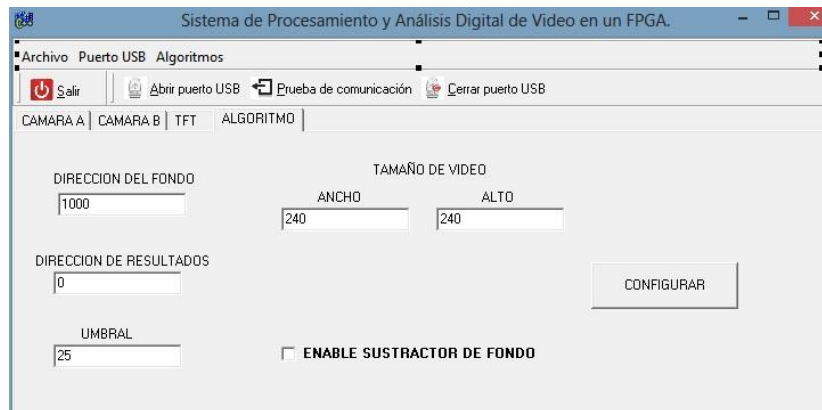 Sistema de Procesamiento y Análisis Digital de Video en un FPGA.
Archivo Puerto USB Algoritmos
Salir Abrir puerto USB Prueba de comunicación Cerrar puerto USB
CAMARA A CAMARA B TFT ALGORITMO
DIRECCION DEL FONDO
1000
TAMAÑO DE VIDEO
ANCHO ALTO
240 240
DIRECCION DE RESULTADOS
0
CONFIGURAR
UMBRAL
25
ENABLE SUSTRACTOR DE FONDO